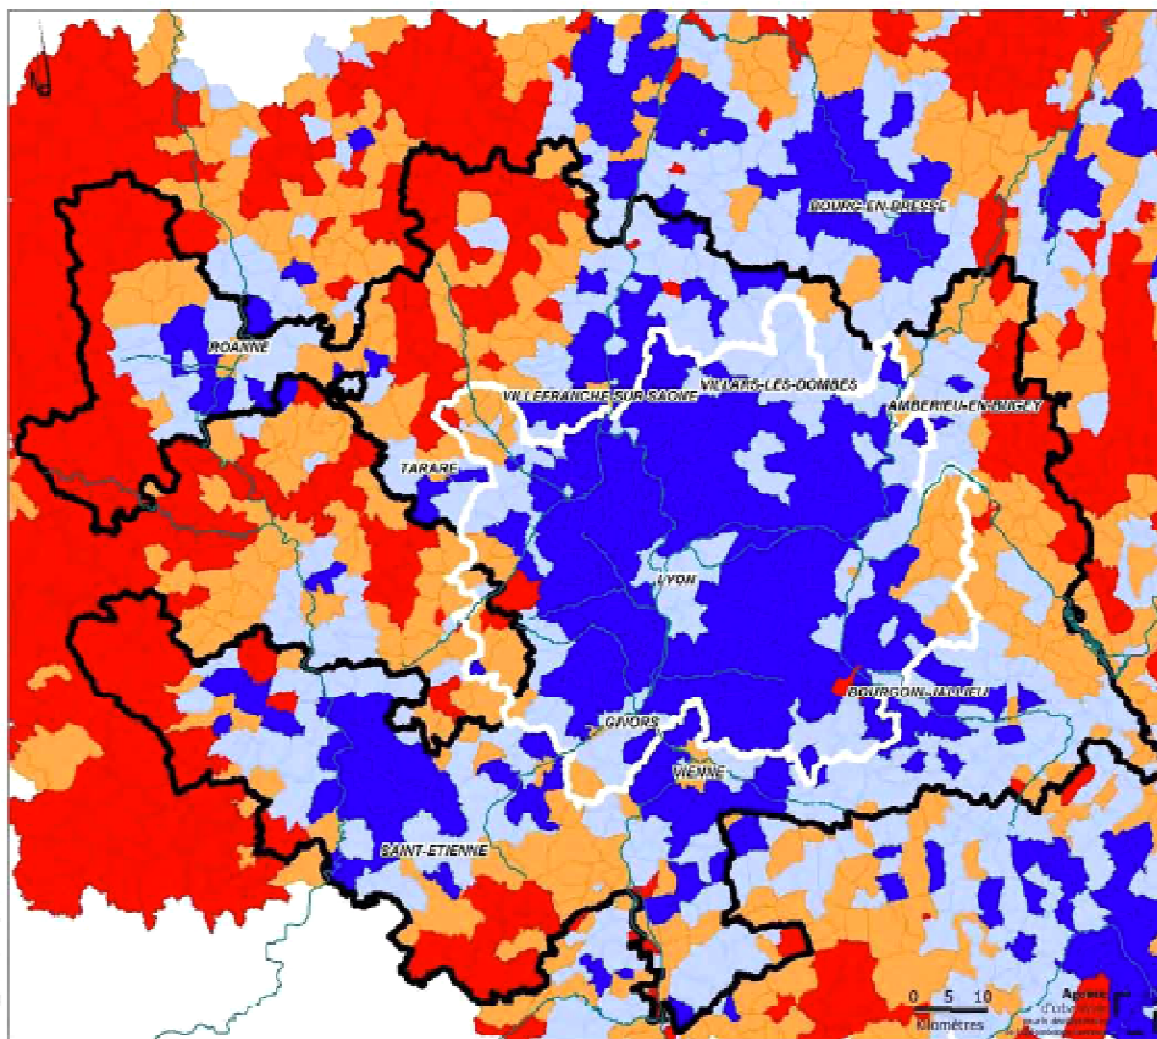 BOURG-EN-BRESSE
ROANNE
VILLEFRANCHE-SUR-SAONE
VILLARS-LES-DOMBES
AMBERIEU-EN-BUGEY
TARARE
LYON
BOURGOIN-JALLIEU
GIVORS
VIENNE
SAINT-ETIENNE
0 5 10
Kilomètres